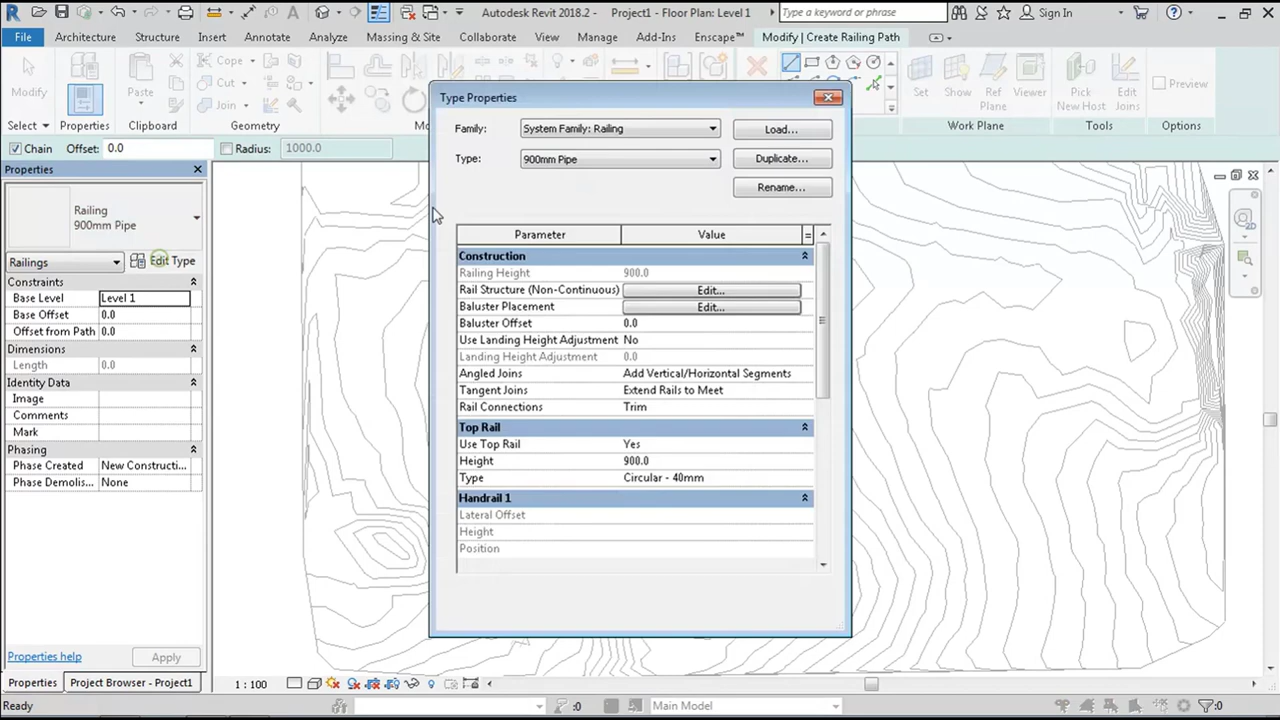 Autodesk Revit 2018.2 - Project1 - Floor Plan: Level 1
Type a keyword or phrase
Sign In
File Architecture Structure Insert Annotate Analyze Massing & Site Collaborate View Manage Add-Ins Enscape™ Modify | Create Railing Path
Modify
Paste
Cope
Cut
Join
Set
Show
Ref
Plane
Viewer
Pick
New Host
Edit
Joins
Preview
Select
Properties
Clipboard
Geometry
Work Plane
Tools
Options
Chain Offset: 0.0 Radius: 1000.0
Properties
Railing
900mm Pipe
Railings Edit Type
Constraints
Base Level Level 1
Base Offset 0.0
Offset from Path 0.0
Dimensions
Length 0.0
Identity Data
Image
Comments
Mark
Phasing
Phase Created New Constructi...
Phase Demolis... None
Properties help Apply
Properties Project Browser - Project1
Type Properties
Family: System Family: Railing Load...
Type: 900mm Pipe Duplicate...
Rename...
Parameter Value =
Construction
Railing Height 900.0
Rail Structure (Non-Continuous) Edit...
Baluster Placement Edit...
Baluster Offset 0.0
Use Landing Height Adjustment No
Landing Height Adjustment 0.0
Angled Joins Add Vertical/Horizontal Segments
Tangent Joins Extend Rails to Meet
Rail Connections Trim
Top Rail
Use Top Rail Yes
Height 900.0
Type Circular - 40mm
Handrail 1
Lateral Offset
Height
Position
2D
1 : 100
Ready :0 Main Model :0